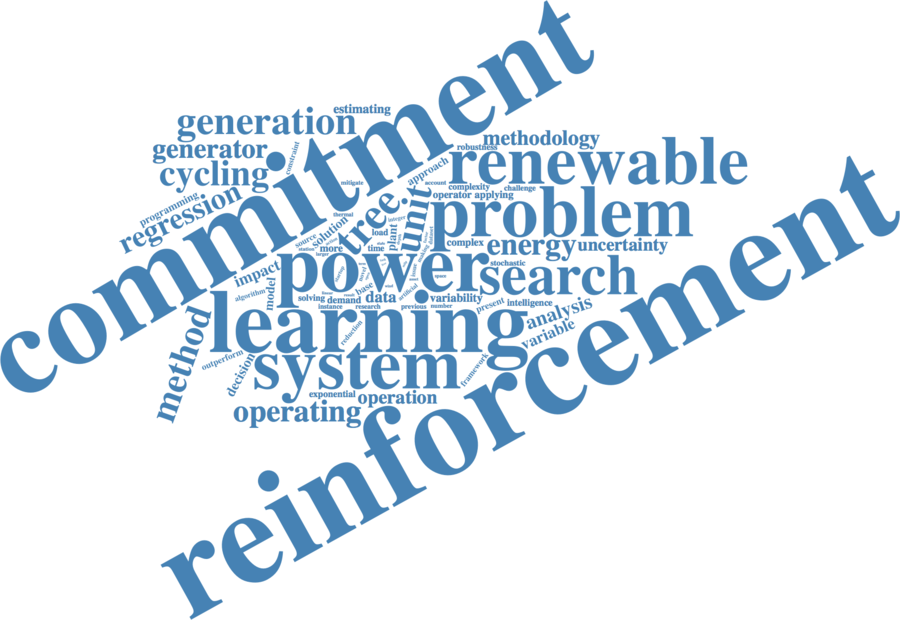 commitment
estimating
generation
generator
constraint
cycling
methodology
robustness
renewable
approach
mitigate
account
complexity
challenge
operator
applying
programming
regression
tree
unit
problem
thermal
integer
solution
load
plant
source
more
time
larger
complex
energy
uncertainty
stochastic
impact
power
search
space
model
algorithm
base
artificial
solving
demand
data
variability
instance
research
previous
number
present
intelligence
learning
analysis
variable
reduction
method
outperform
decision
system
framework
exponential
operation
operating
reinforcement